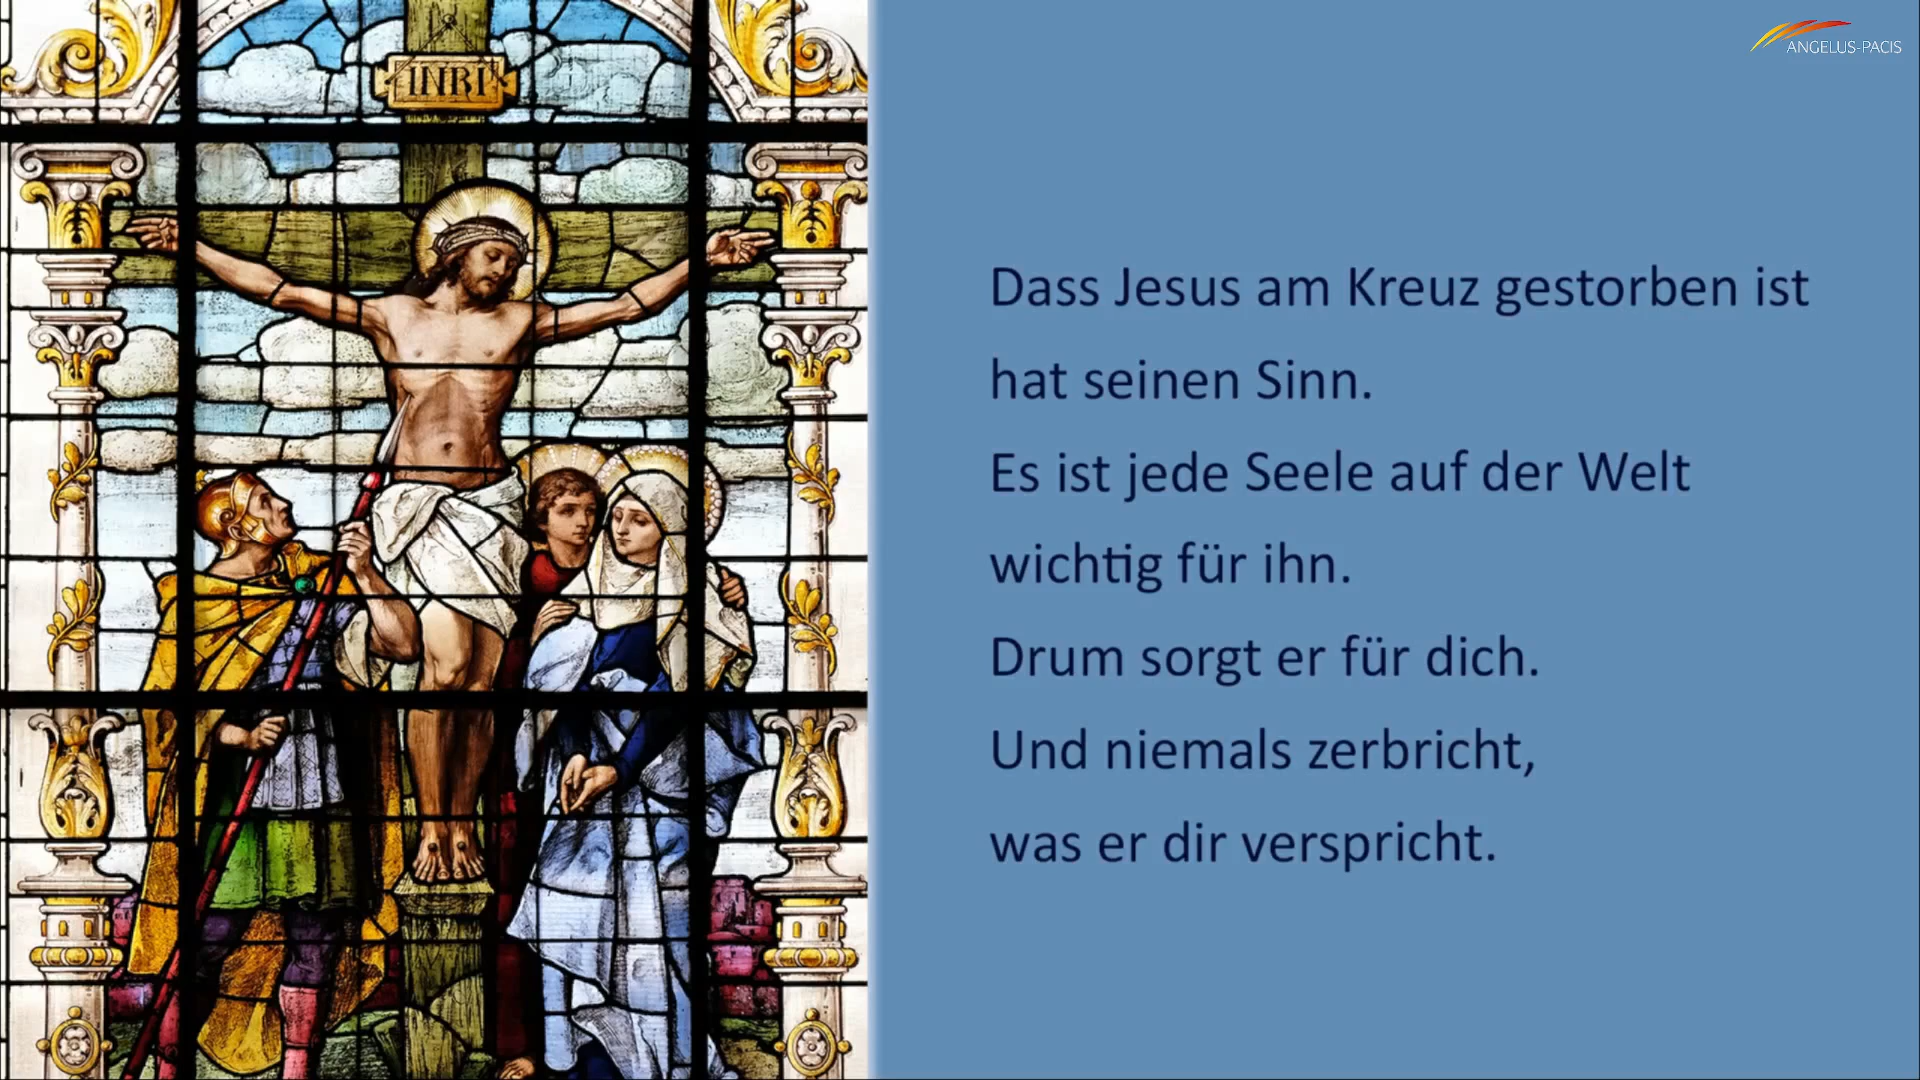 INRI
ANGELUS-PACIS
Dass Jesus am Kreuz gestorben ist
hat seinen Sinn.
Es ist jede Seele auf der Welt
wichtig für ihn.
Drum sorgt er für dich.
Und niemals zerbricht,
was er dir verspricht.